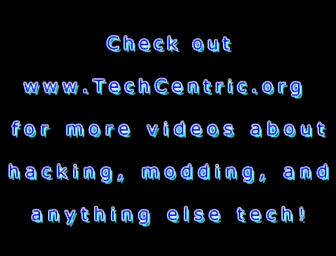 Check out
www.TechCentric.org
for more videos about
hacking, modding, and
anything else tech!